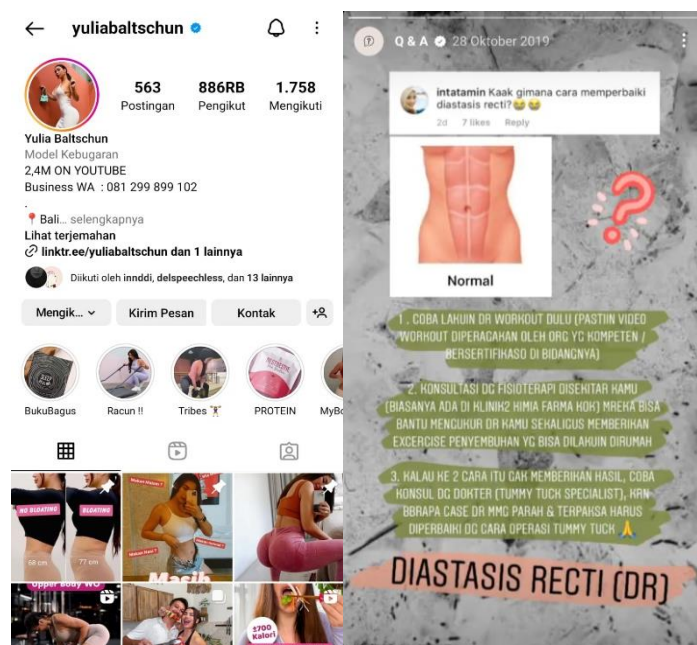 yuliabaltschun
563
886RB
1.758
Postingan
Pengikut
Mengikuti
Yulia Baltschun
Model Kebugaran
2,4M ON YOUTUBE
Business WA : 081 299 899 102
.
Bali... selengkapnya
Lihat terjemahan
linktr.ee/yuliabaltschun dan 1 lainnya
Diikuti oleh innddi, delspeechless, dan 13 lainnya
Mengik...
Kirim Pesan
Kontak
BukuBagus
Racun !!
Tribes
PROTEIN
MyBo
NO BLOATING
BLOATING
68 cm
77 cm
Masih
Upper Body WO
±700
Kalori
Q & A 28 Oktober 2019
intatamin Kaak gimana cara memperbaiki
diastasis recti?
2d 7 likes Reply
Normal
1 . COBA LAKUIN DR WORKOUT DULU (PASTIIN VIDEO
WORKOUT DIPERAGAKAN OLEH ORG YG KOMPETEN /
BERSERTIFIKASO DI BIDANGNYA)
2. KONSULTASI DG FISIOTERAPI DISEKITAR KAMU
(BIASANYA ADA DI KLINIK2 KIMIA FARMA KOK) MREKA BISA
BANTU MENGUKUR DR KAMU SEKALIGUS MEMBERIKAN
EXCERCISE PENYEMBUHAN YG BISA DILAKUIN DIRUMAH
3. KALAU KE 2 CARA ITU GAK MEMBERIKAN HASIL, COBA
KONSUL DG DOKTER (TUMMY TUCK SPECIALIST), KRN
BBRAPA CASE DR MMG PARAH & TERPAKSA HARUS
DIPERBAIKI DG CARA OPERASI TUMMY TUCK
DIASTASIS RECTI (DR)